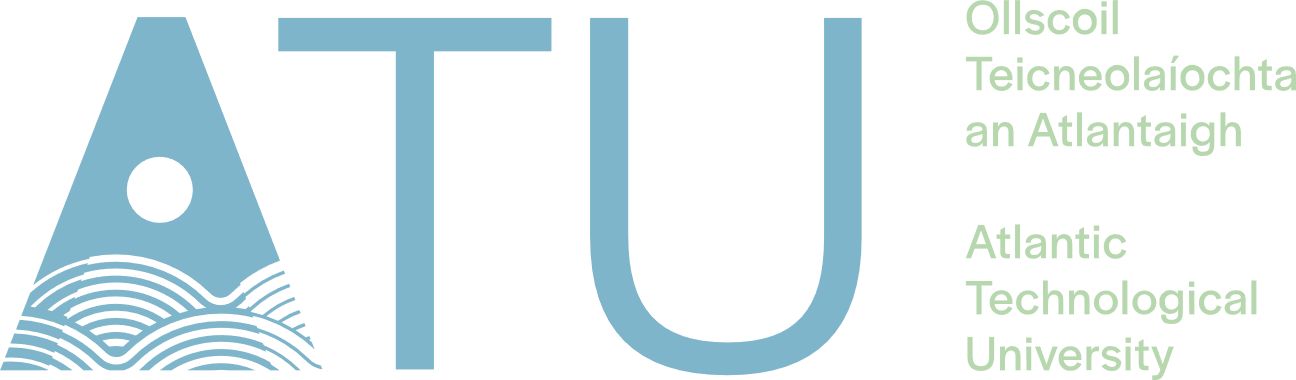 ATU
Ollscoil
Teicneolaíochta
an Atlantaigh
Atlantic
Technological
University